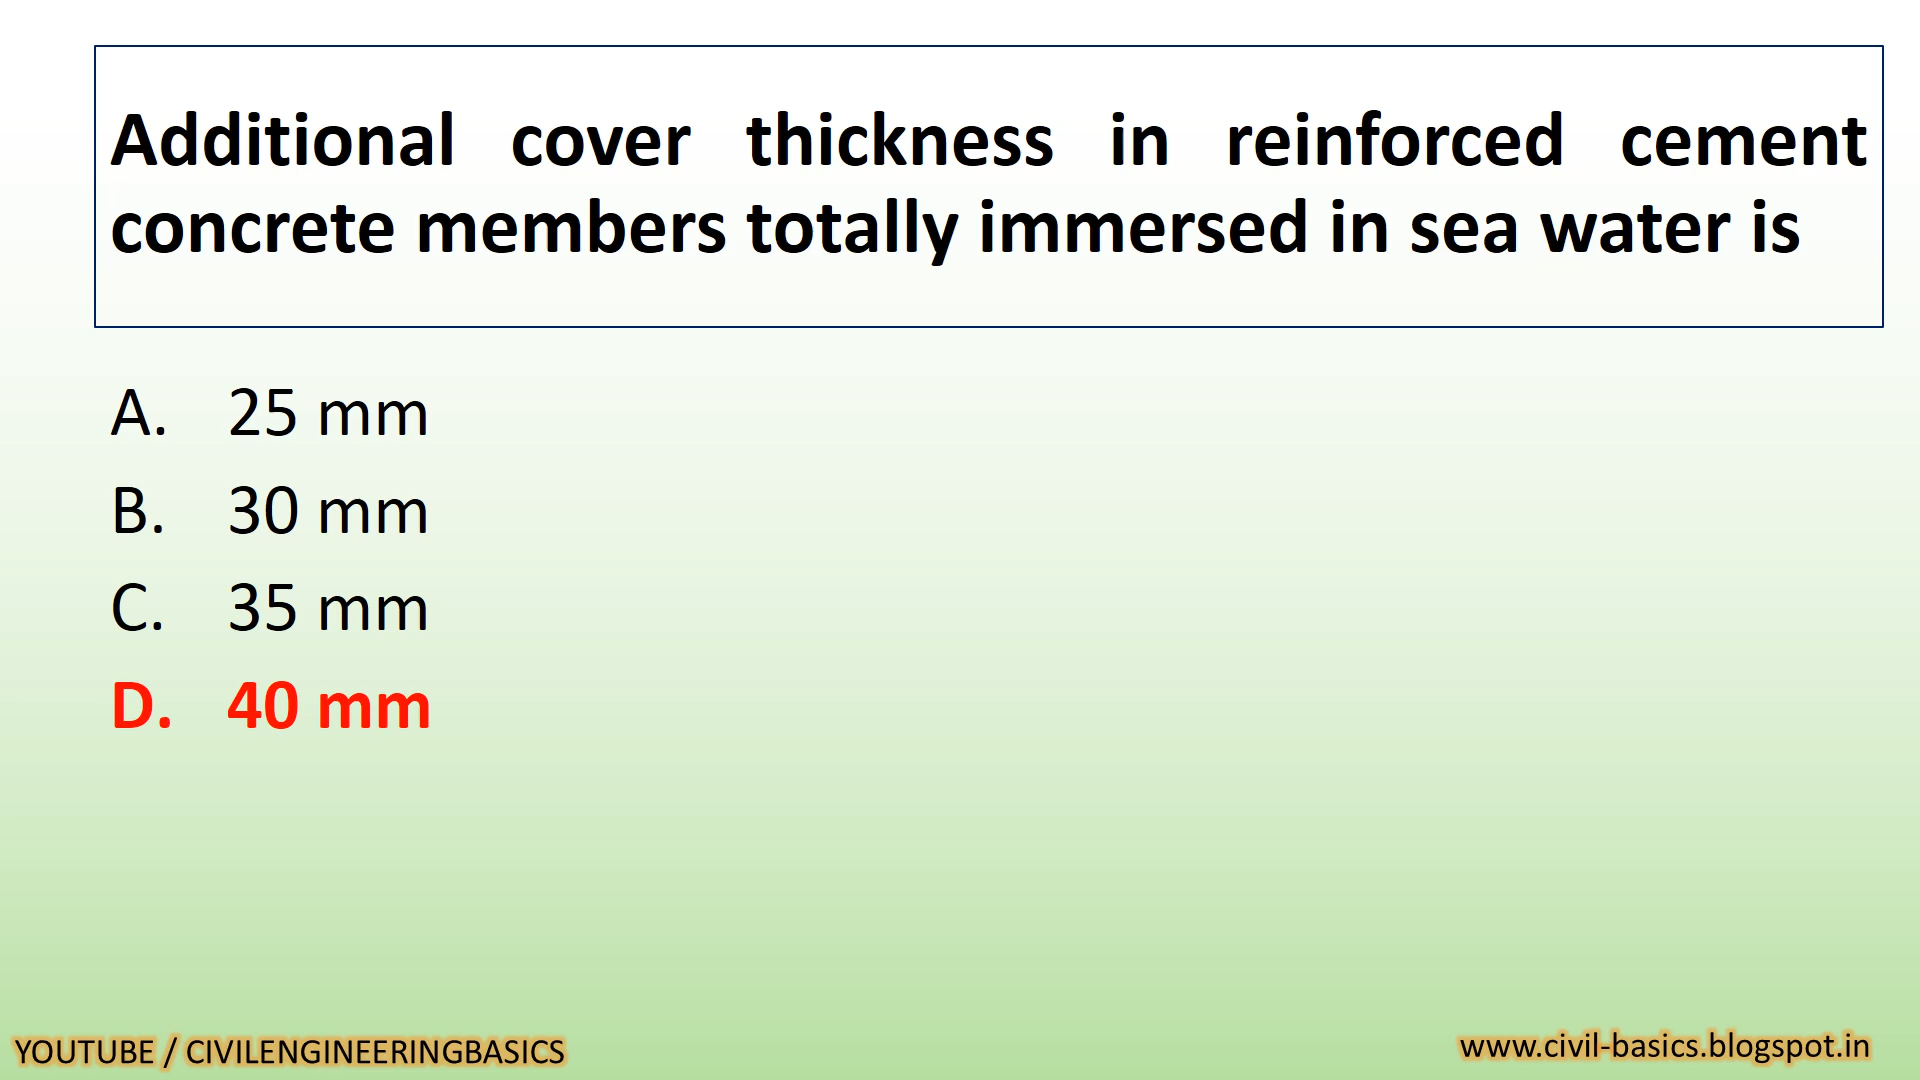 Additional cover thickness in reinforced cement
concrete members totally immersed in sea water is
A. 25 mm
B. 30 mm
C. 35 mm
D. 40 mm
YOUTUBE / CIVILENGINEERINGBASICS
www.civil-basics.blogspot.in